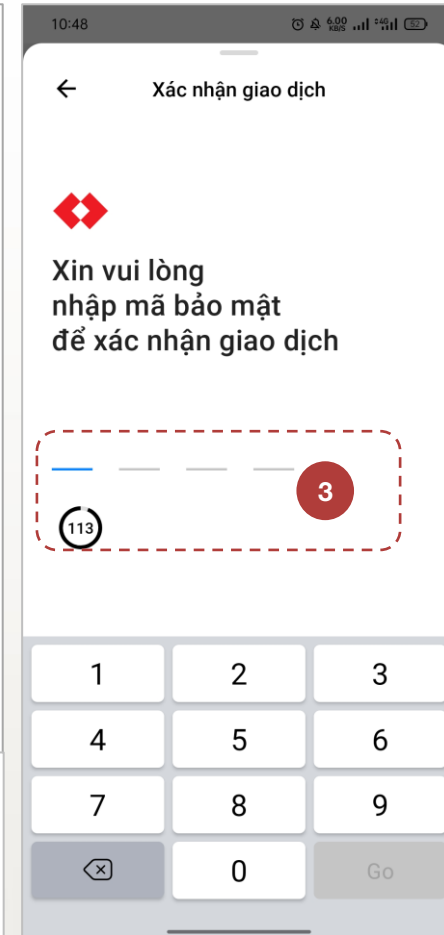 10:48 6.00 KB/S 4G 52
Xác nhận giao dịch
Xin vui lòng
nhập mã bảo mật
để xác nhận giao dịch
3
113
1 2 3
4 5 6
7 8 9
0 Go